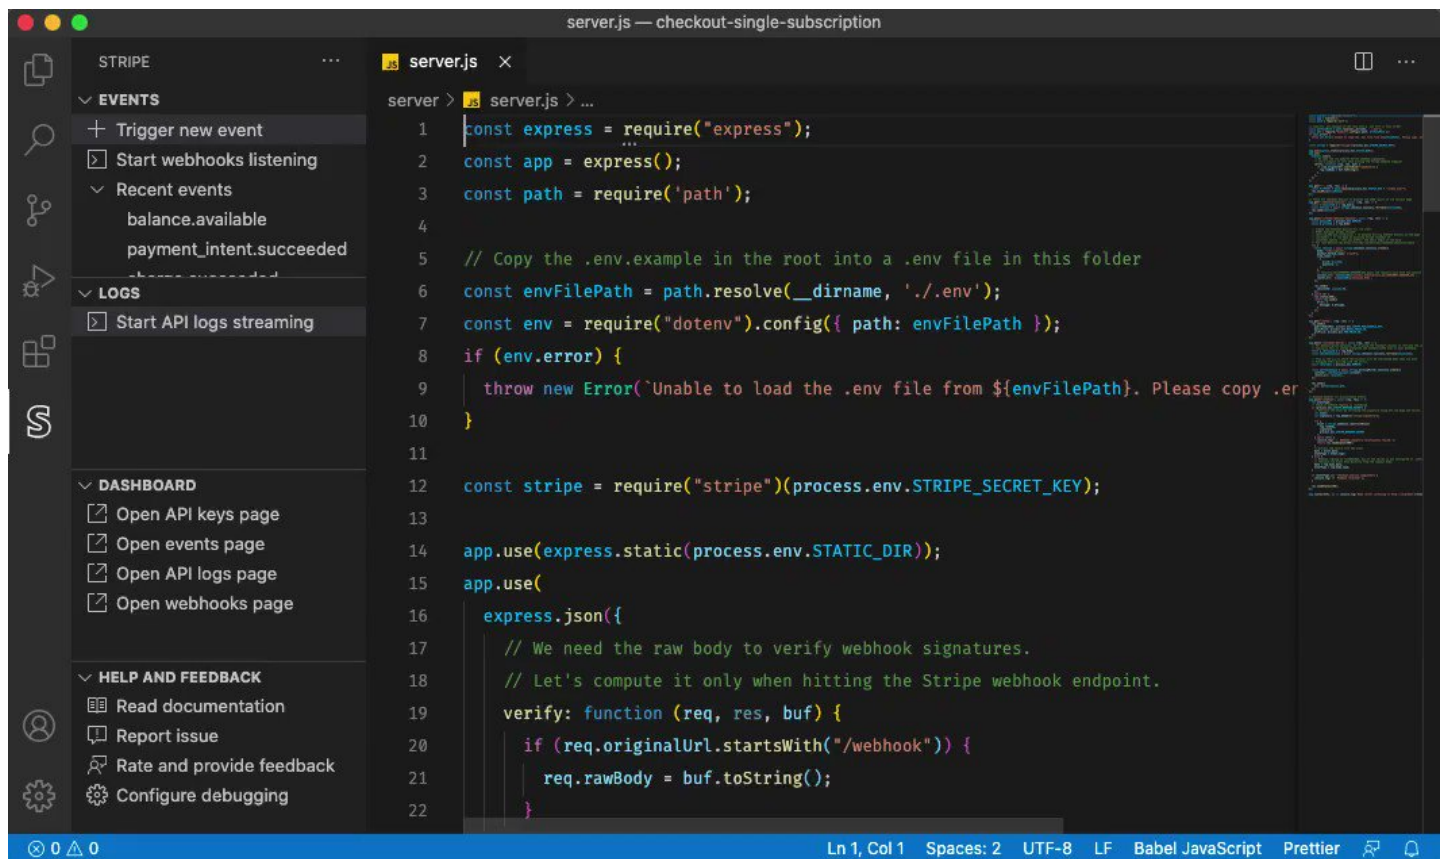 server.js — checkout-single-subscription
STRIPE
EVENTS
Trigger new event
Start webhooks listening
Recent events
balance.available
payment_intent.succeeded
LOGS
Start API logs streaming
DASHBOARD
Open API keys page
Open events page
Open API logs page
Open webhooks page
HELP AND FEEDBACK
Read documentation
Report issue
Rate and provide feedback
Configure debugging
JS server.js ×
server > JS server.js > ...
1 const express = require("express");
2 const app = express();
3 const path = require('path');
4
5 // Copy the .env.example in the root into a .env file in this folder
6 const envFilePath = path.resolve(__dirname, './.env');
7 const env = require("dotenv").config({ path: envFilePath });
8 if (env.error) {
9 throw new Error(`Unable to load the .env file from ${envFilePath}. Please copy .er
10 }
11
12 const stripe = require("stripe")(process.env.STRIPE_SECRET_KEY);
13
14 app.use(express.static(process.env.STATIC_DIR));
15 app.use(
16 express.json({
17 // We need the raw body to verify webhook signatures.
18 // Let's compute it only when hitting the Stripe webhook endpoint.
19 verify: function (req, res, buf) {
20 if (req.originalUrl.startsWith("/webhook")) {
21 req.rawBody = buf.toString();
22 }
0 0
Ln 1, Col 1 Spaces: 2 UTF-8 LF Babel JavaScript Prettier